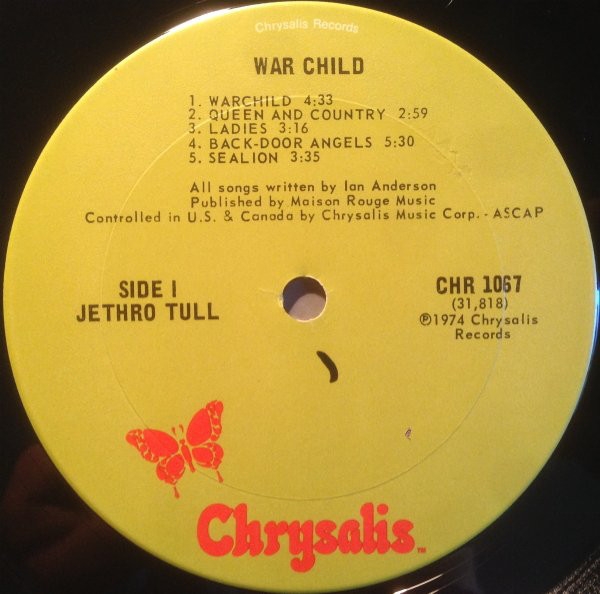 Chrysalis Records
WAR CHILD
1. WARCHILD 4:33
2. QUEEN AND COUNTRY 2:59
3. LADIES 3:16
4. BACK-DOOR ANGELS 5:30
5. SEALION 3:35
All songs written by Ian Anderson
Published by Maison Rouge Music
Controlled in U.S. & Canada by Chrysalis Music Corp. - ASCAP
SIDE I
JETHRO TULL
CHR 1067
(31,818)
℗1974 Chrysalis
Records
Chrysalis™